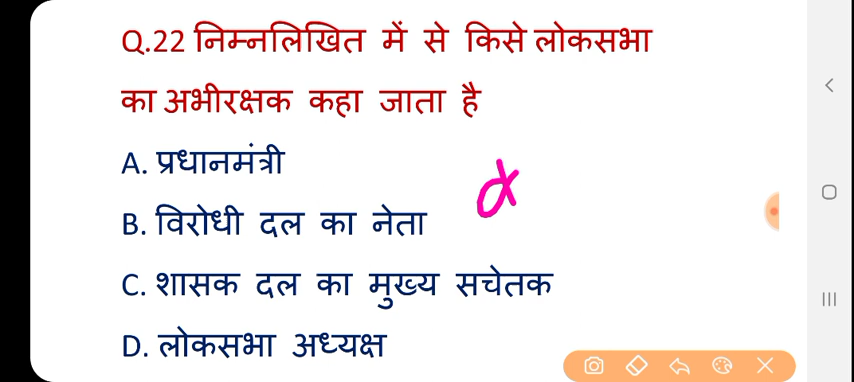 Q.22 निम्नलिखित में से किसे लोकसभा
का अभीरक्षक कहा जाता है
A. प्रधानमंत्री
B. विरोधी दल का नेता
C. शासक दल का मुख्य सचेतक
D. लोकसभा अध्यक्ष